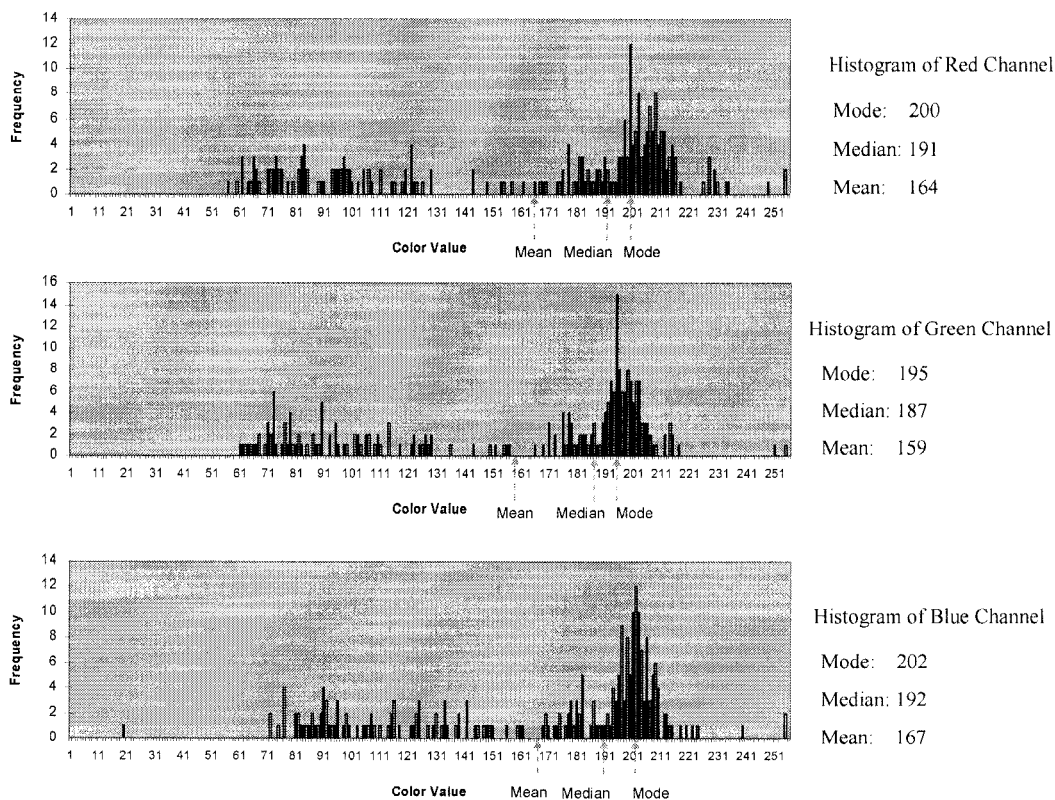 14
12
10
8
6
4
2
0
Frequency
1 11 21 31 41 51 61 71 81 91 101 111 121 131 141 151 161 171 181 191 201 211 221 231 241 251
Color Value
Mean Median Mode
Histogram of Red Channel
Mode: 200
Median: 191
Mean: 164
16
14
12
10
8
6
4
2
0
Frequency
1 11 21 31 41 51 61 71 81 91 101 111 121 131 141 151 161 171 181 191 201 211 221 231 241 251
Color Value
Mean Median Mode
Histogram of Green Channel
Mode: 195
Median: 187
Mean: 159
14
12
10
8
6
4
2
0
Frequency
1 11 21 31 41 51 61 71 81 91 101 111 121 131 141 151 161 171 181 191 201 211 221 231 241 251
Color Value
Mean Median Mode
Histogram of Blue Channel
Mode: 202
Median: 192
Mean: 167